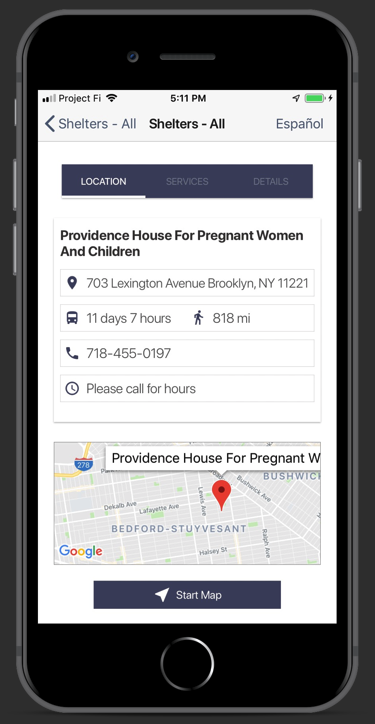 Project Fi
5:11 PM
Shelters - All
Shelters - All
Español
LOCATION
SERVICES
DETAILS
Providence House For Pregnant Women
And Children
703 Lexington Avenue Brooklyn, NY 11221
11 days 7 hours
818 mi
718-455-0197
Please call for hours
Providence House For Pregnant W
278
BUSHWICK
Bushwick Ave
Dekalb Ave
Lafayette Ave
Lewis Ave
BEDFORD-STUYVESANT
Ralph Ave
Halsey St
Google
Start Map